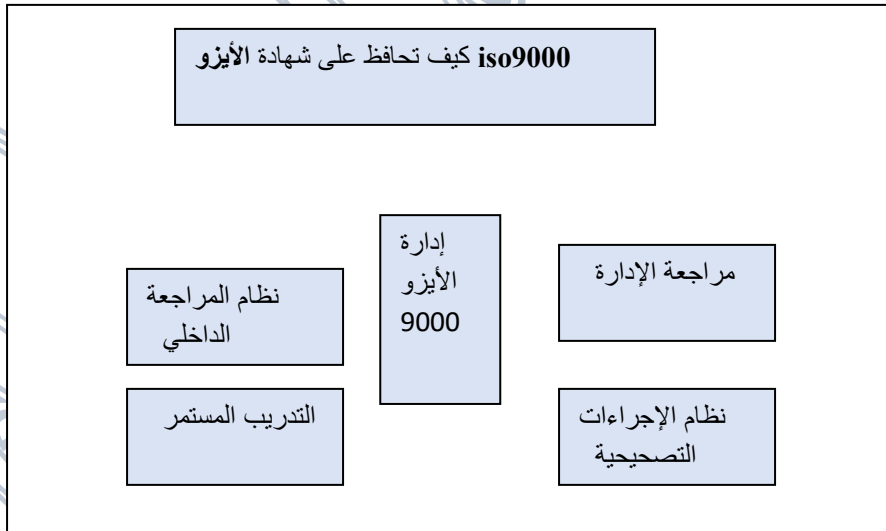 كيف تحافظ على شهادة الأيزو iso9000
إدارة
الأيزو
9000
مراجعة الإدارة
نظام المراجعة
الداخلي
نظام الإجراءات
التصحيحية
التدريب المستمر